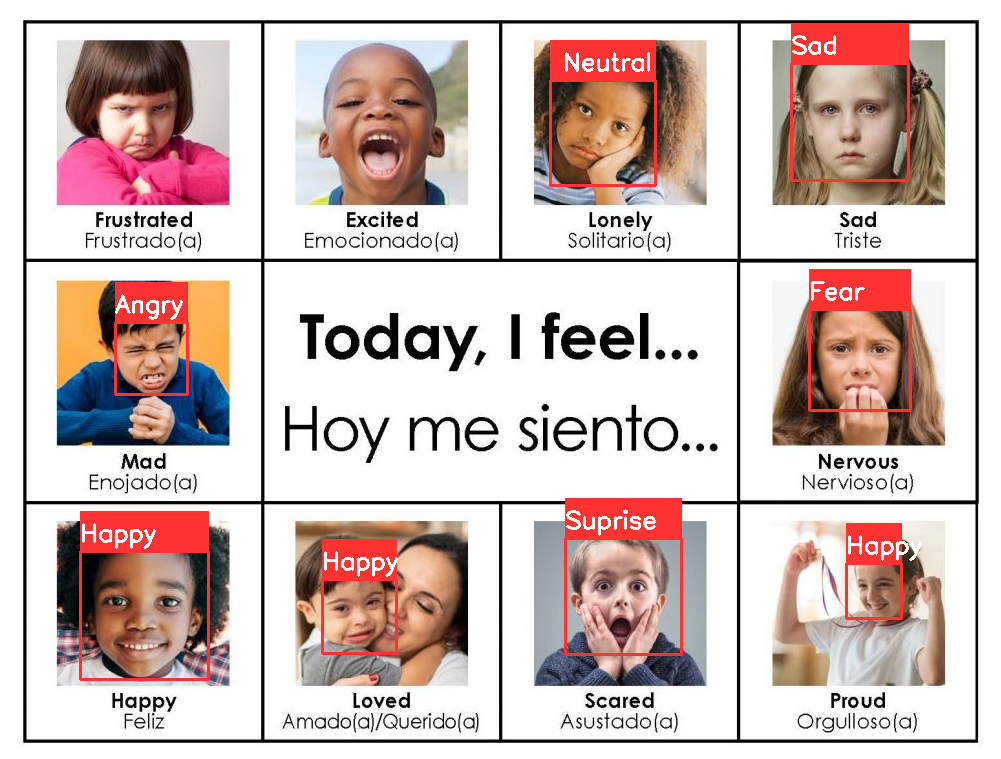 Neutral
Sad
Frustrated
Frustrado(a)
Excited
Emocionado(a)
Lonely
Solitario(a)
Sad
Triste
Angry
Mad
Enojado(a)
Today, I feel...
Hoy me siento...
Fear
Nervous
Nervioso(a)
Happy
Happy
Feliz
Happy
Loved
Amado(a)/Querido(a)
Suprise
Scared
Asustado(a)
Happy
Proud
Orgulloso(a)